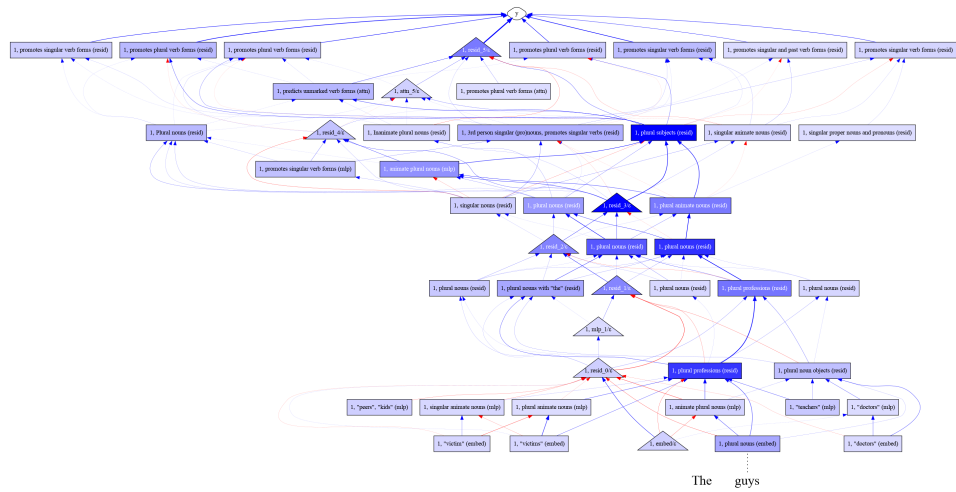 y
1, promotes singular verb forms (resid)
1, promotes plural verb forms (resid)
1, promotes plural verb forms (resid)
1, resid_5/ε
1, promotes plural verb forms (resid)
1, promotes singular verb forms (resid)
1, promotes singular and past verb forms (resid)
1, promotes singular verb forms (resid)
1, predicts unmarked verb forms (attn)
1, attn_5/ε
1, promotes plural verb forms (attn)
1, Plural nouns (resid)
1, resid_4/ε
1, Inanimate plural nouns (resid)
1, 3rd person singular (pro)nouns, promotes singular verbs (resid)
1, plural subjects (resid)
1, singular animate nouns (resid)
1, singular proper nouns and pronouns (resid)
1, promotes singular verb forms (mlp)
1, animate plural nouns (mlp)
1, singular nouns (resid)
1, plural nouns (resid)
1, resid_3/ε
1, plural animate nouns (resid)
1, resid_2/ε
1, plural nouns (resid)
1, plural nouns (resid)
1, plural nouns (resid)
1, plural nouns with "the" (resid)
1, resid_1/ε
1, plural nouns (resid)
1, plural professions (resid)
1, plural nouns (resid)
1, mlp_1/ε
1, resid_0/ε
1, plural professions (resid)
1, plural noun objects (resid)
1, "peers", "kids" (mlp)
1, singular animate nouns (mlp)
1, plural animate nouns (mlp)
1, animate plural nouns (mlp)
1, "teachers" (mlp)
1, "doctors" (mlp)
1, "victim" (embed)
1, "victims" (embed)
1, embed/ε
1, plural nouns (embed)
1, "doctors" (embed)
The guys